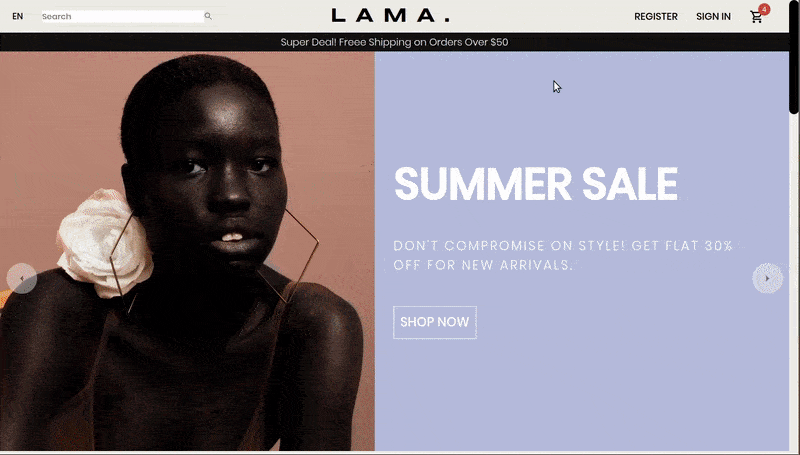 EN
Search
LAMA.
REGISTER
SIGN IN
4
Super Deal! Freee Shipping on Orders Over $50
SUMMER SALE
DON'T COMPROMISE ON STYLE! GET FLAT 30%
OFF FOR NEW ARRIVALS.
SHOP NOW